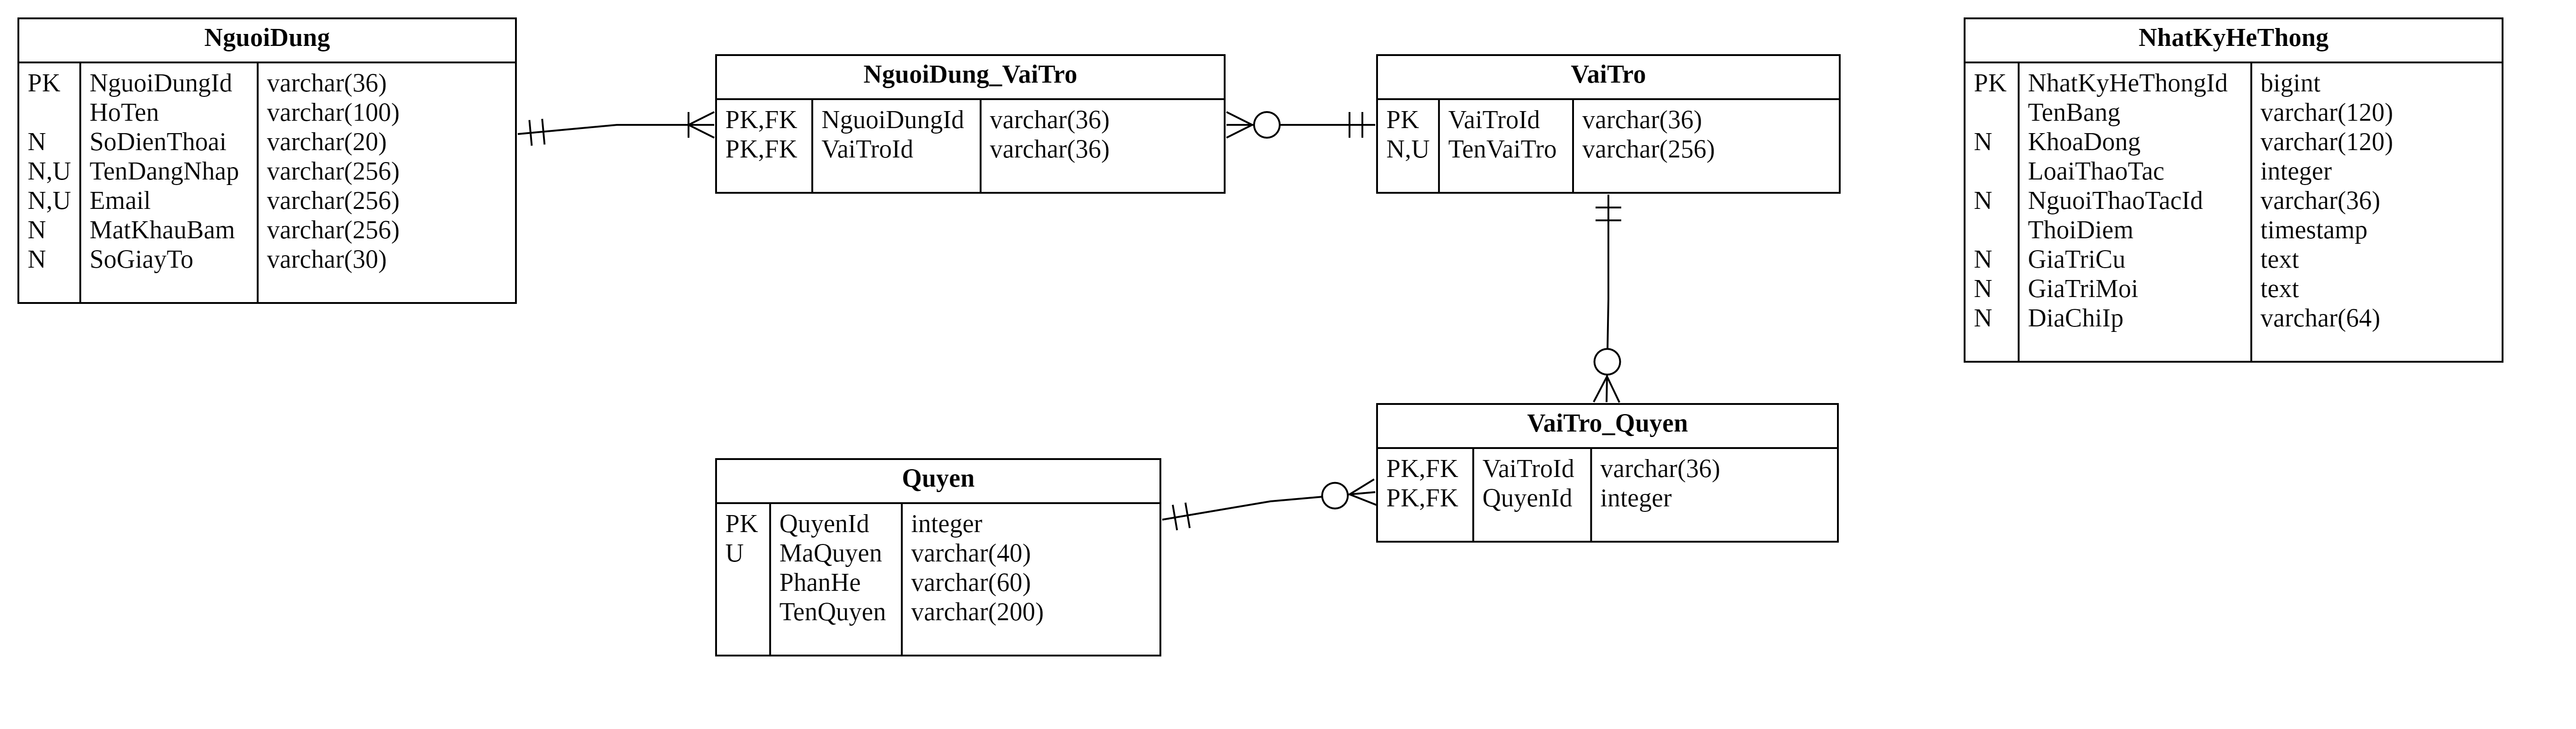 NguoiDung
PK NguoiDungId varchar(36)
HoTen varchar(100)
N SoDienThoai varchar(20)
N,U TenDangNhap varchar(256)
N,U Email varchar(256)
N MatKhauBam varchar(256)
N SoGiayTo varchar(30)
NguoiDung_VaiTro
PK,FK NguoiDungId varchar(36)
PK,FK VaiTroId varchar(36)
VaiTro
PK VaiTroId varchar(36)
N,U TenVaiTro varchar(256)
NhatKyHeThong
PK NhatKyHeThongId bigint
TenBang varchar(120)
N KhoaDong varchar(120)
LoaiThaoTac integer
N NguoiThaoTacId varchar(36)
ThoiDiem timestamp
N GiaTriCu text
N GiaTriMoi text
N DiaChiIp varchar(64)
Quyen
PK QuyenId integer
U MaQuyen varchar(40)
PhanHe varchar(60)
TenQuyen varchar(200)
VaiTro_Quyen
PK,FK VaiTroId varchar(36)
PK,FK QuyenId integer